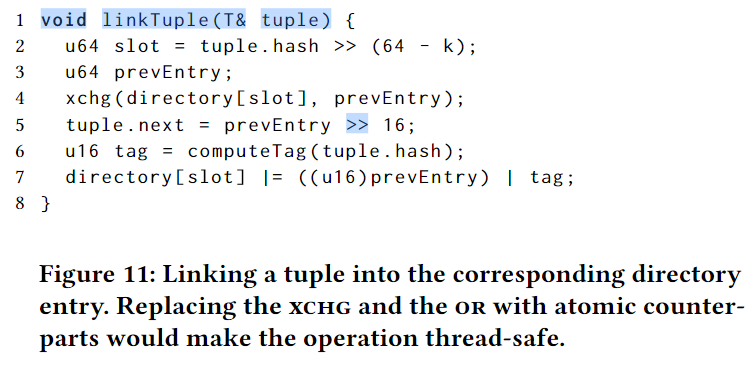 1 void linkTuple(T& tuple) {
2   u64 slot = tuple.hash >> (64 - k);
3   u64 prevEntry;
4   xchg(directory[slot], prevEntry);
5   tuple.next = prevEntry >> 16;
6   u16 tag = computeTag(tuple.hash);
7   directory[slot] |= ((u16)prevEntry) | tag;
8 }
Figure 11: Linking a tuple into the corresponding directory
entry. Replacing the XCHG and the OR with atomic counter-
parts would make the operation thread-safe.